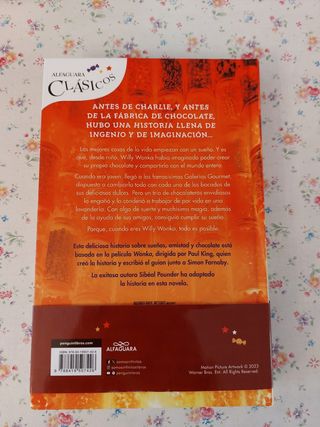 ALFAGUARA
CLÁSICOS
ANTES DE CHARLIE, Y ANTES
DE LA FÁBRICA DE CHOCOLATE,
HUBO UNA HISTORIA LLENA DE
INGENIO Y DE IMAGINACIÓN...
Las mejores cosas de la vida empiezan con un sueño. Y es
que, desde niño, Willy Wonka había imaginado poder crear
su propio chocolate y compartirlo con el mundo entero.
Cuando era joven, llegó a las famosísimas Galerías Gourmet,
dispuesto a cambiarlo todo con cada uno de los bocados de
sus deliciosos dulces. Pero un trío de chocolateros envidiosos
lo engañó y lo condenó a trabajar de por vida en una
lavandería. Con algo de suerte y muchísima magia, además
de la ayuda de sus amigos, consiguió cumplir su sueño.
Porque, cuando eres Willy Wonka, todo es posible.
Esta deliciosa historia sobre sueños, amistad y chocolate está
basada en la película Wonka, dirigida por Paul King, quien
creó la historia y escribió el guion junto a Simon Farnaby.
La exitosa autora Sibéal Pounder ha adaptado
la historia en esta novela.
penguinlibros.com
ALFAGUARA
somosinfinitos
somosinfinitoslibros
penguinlibros
Motion Picture Artwork © 2023
Warner Bros. Ent. All Rights Reserved.